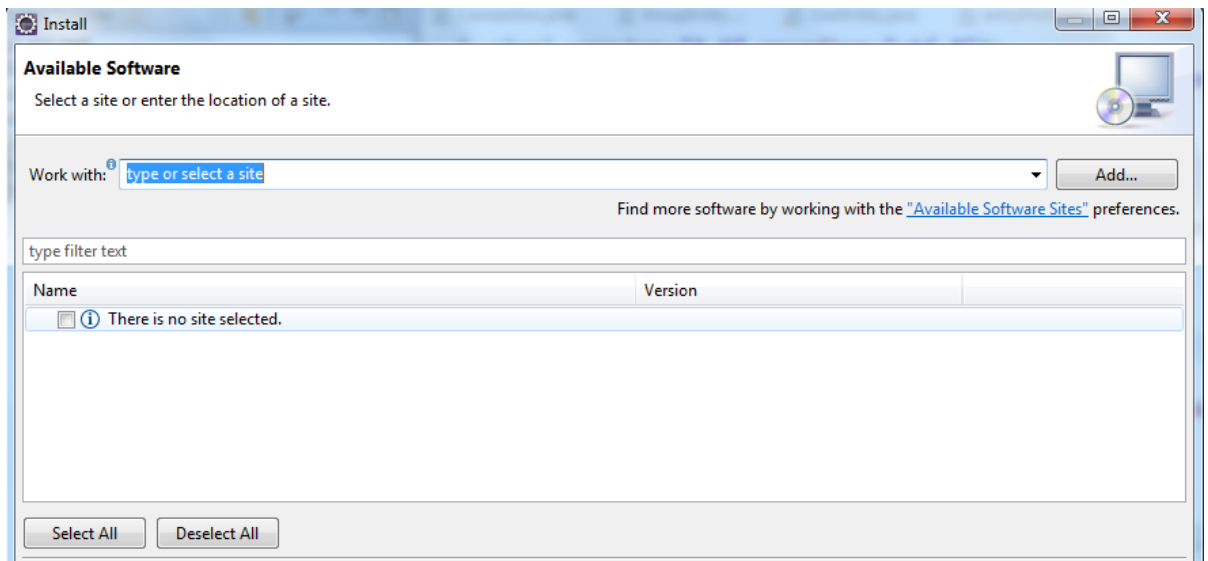 Install
Available Software
Select a site or enter the location of a site.
Work with: type or select a site Add...
Find more software by working with the "Available Software Sites" preferences.
type filter text
Name Version
There is no site selected.
Select All Deselect All